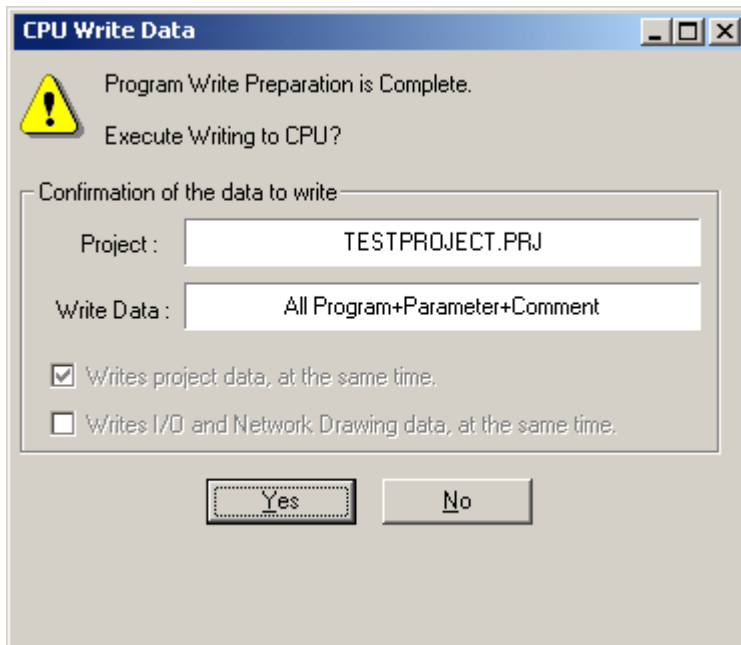 CPU Write Data
Program Write Preparation is Complete.
Execute Writing to CPU?
Confirmation of the data to write
Project :
TESTPROJECT.PRJ
Write Data :
All Program+Parameter+Comment
Writes project data, at the same time.
Writes I/O and Network Drawing data, at the same time.
Yes
No